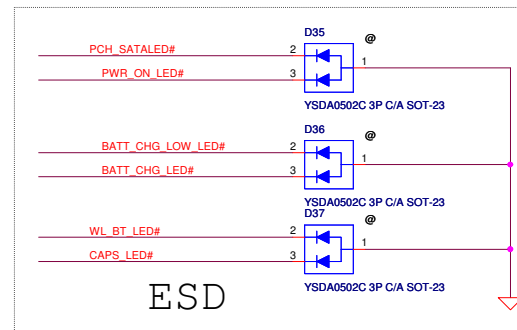 D35
@
PCH_SATALED#
2
1
PWR_ON_LED#
3
YSDA0502C 3P C/A SOT-23
D36
@
BATT_CHG_LOW_LED#
2
1
BATT_CHG_LED#
3
YSDA0502C 3P C/A SOT-23
D37
@
WL_BT_LED#
2
1
CAPS_LED#
3
YSDA0502C 3P C/A SOT-23
ESD